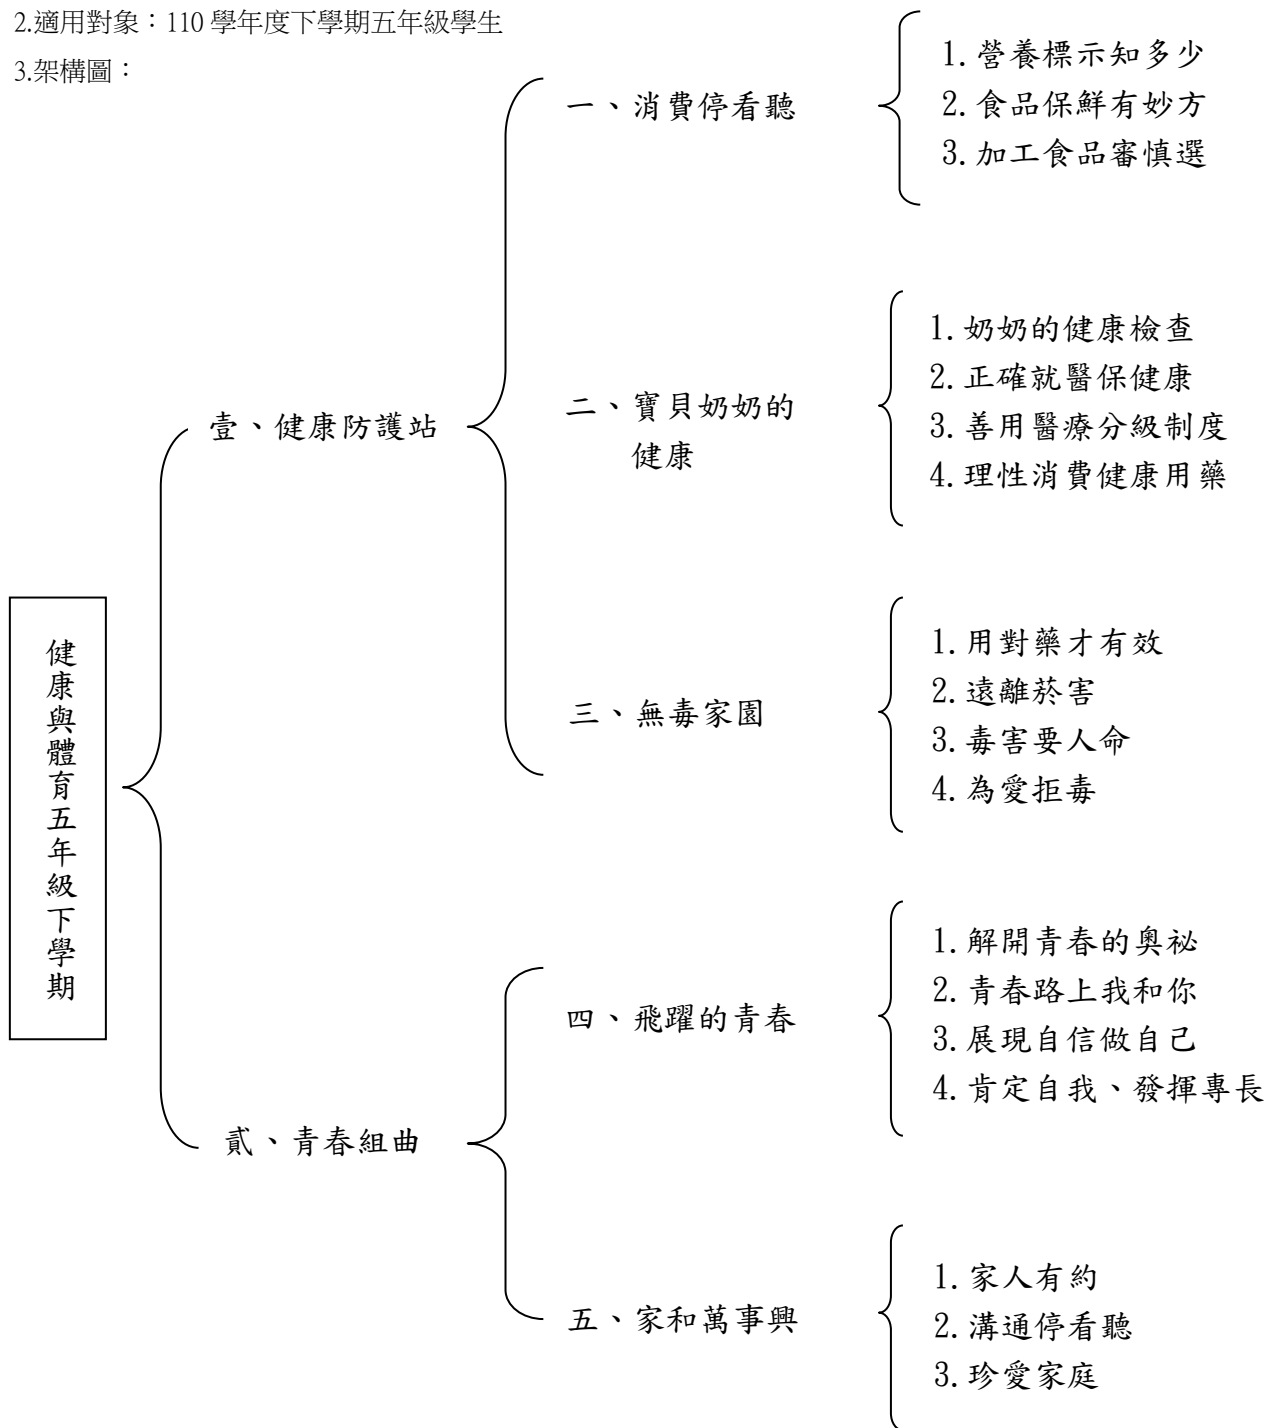 2.適用對象：110 學年度下學期五年級學生
3.架構圖：
健康與體育五年級下學期
壹、健康防護站
一、消費停看聽
1.營養標示知多少
2.食品保鮮有妙方
3.加工食品審慎選
二、寶貝奶奶的
健康
1.奶奶的健康檢查
2.正確就醫保健康
3.善用醫療分級制度
4.理性消費健康用藥
三、無毒家園
1.用對藥才有效
2.遠離菸害
3.毒害要人命
4.為愛拒毒
貳、青春組曲
四、飛躍的青春
1.解開青春的奧祕
2.青春路上我和你
3.展現自信做自己
4.肯定自我、發揮專長
五、家和萬事興
1.家人有約
2.溝通停看聽
3.珍愛家庭